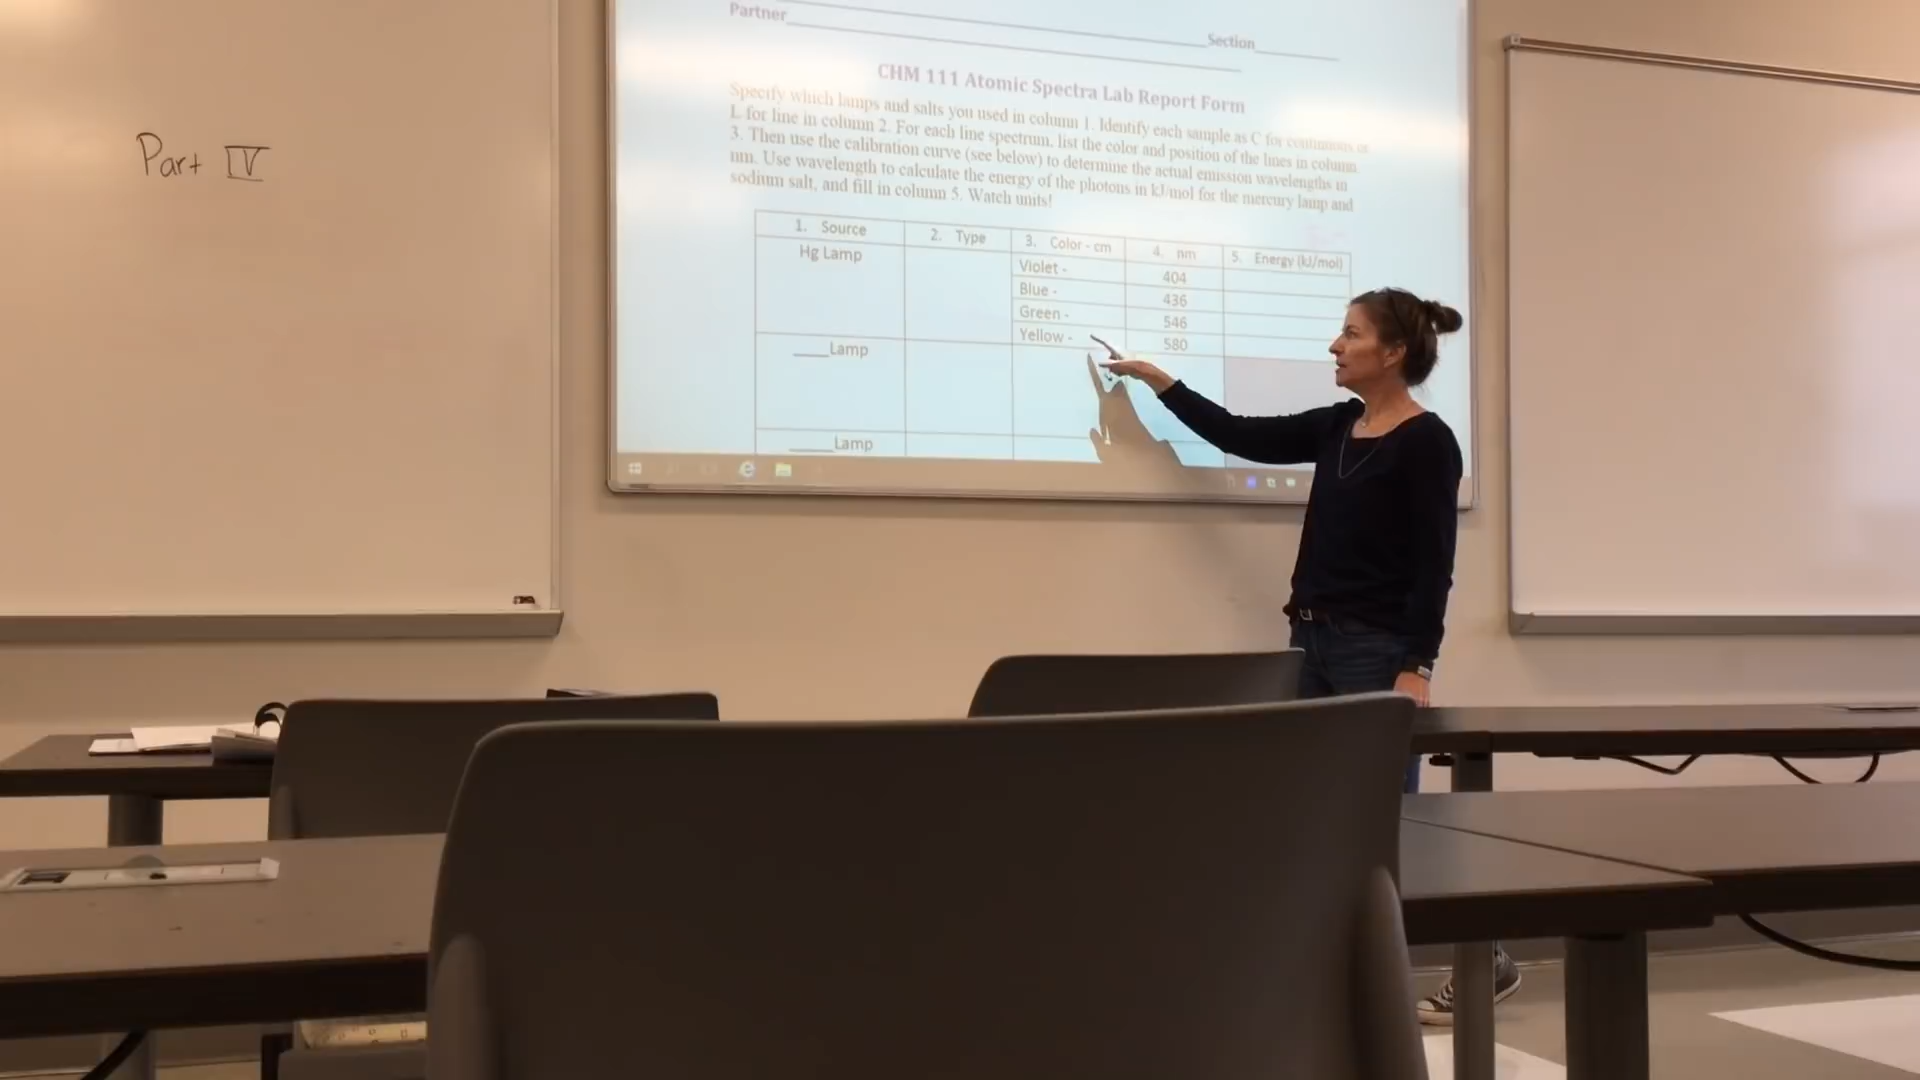 Part IV
Partner
Section
CHM 111 Atomic Spectra Lab Report Form
Specify which lamps and salts you used in column 1. Identify each sample as C for continuous or
L for line in column 2. For each line spectrum, list the color and position of the lines in column
3. Then use the calibration curve (see below) to determine the actual emission wavelengths in
nm. Use wavelength to calculate the energy of the photons in kJ/mol for the mercury lamp and
sodium salt, and fill in column 5. Watch units!
1. Source 2. Type 3. Color - cm 4. nm 5. Energy (kJ/mol)
Hg Lamp Violet - 404
Blue - 436
Green - 546
Yellow - 580
____Lamp
_____Lamp